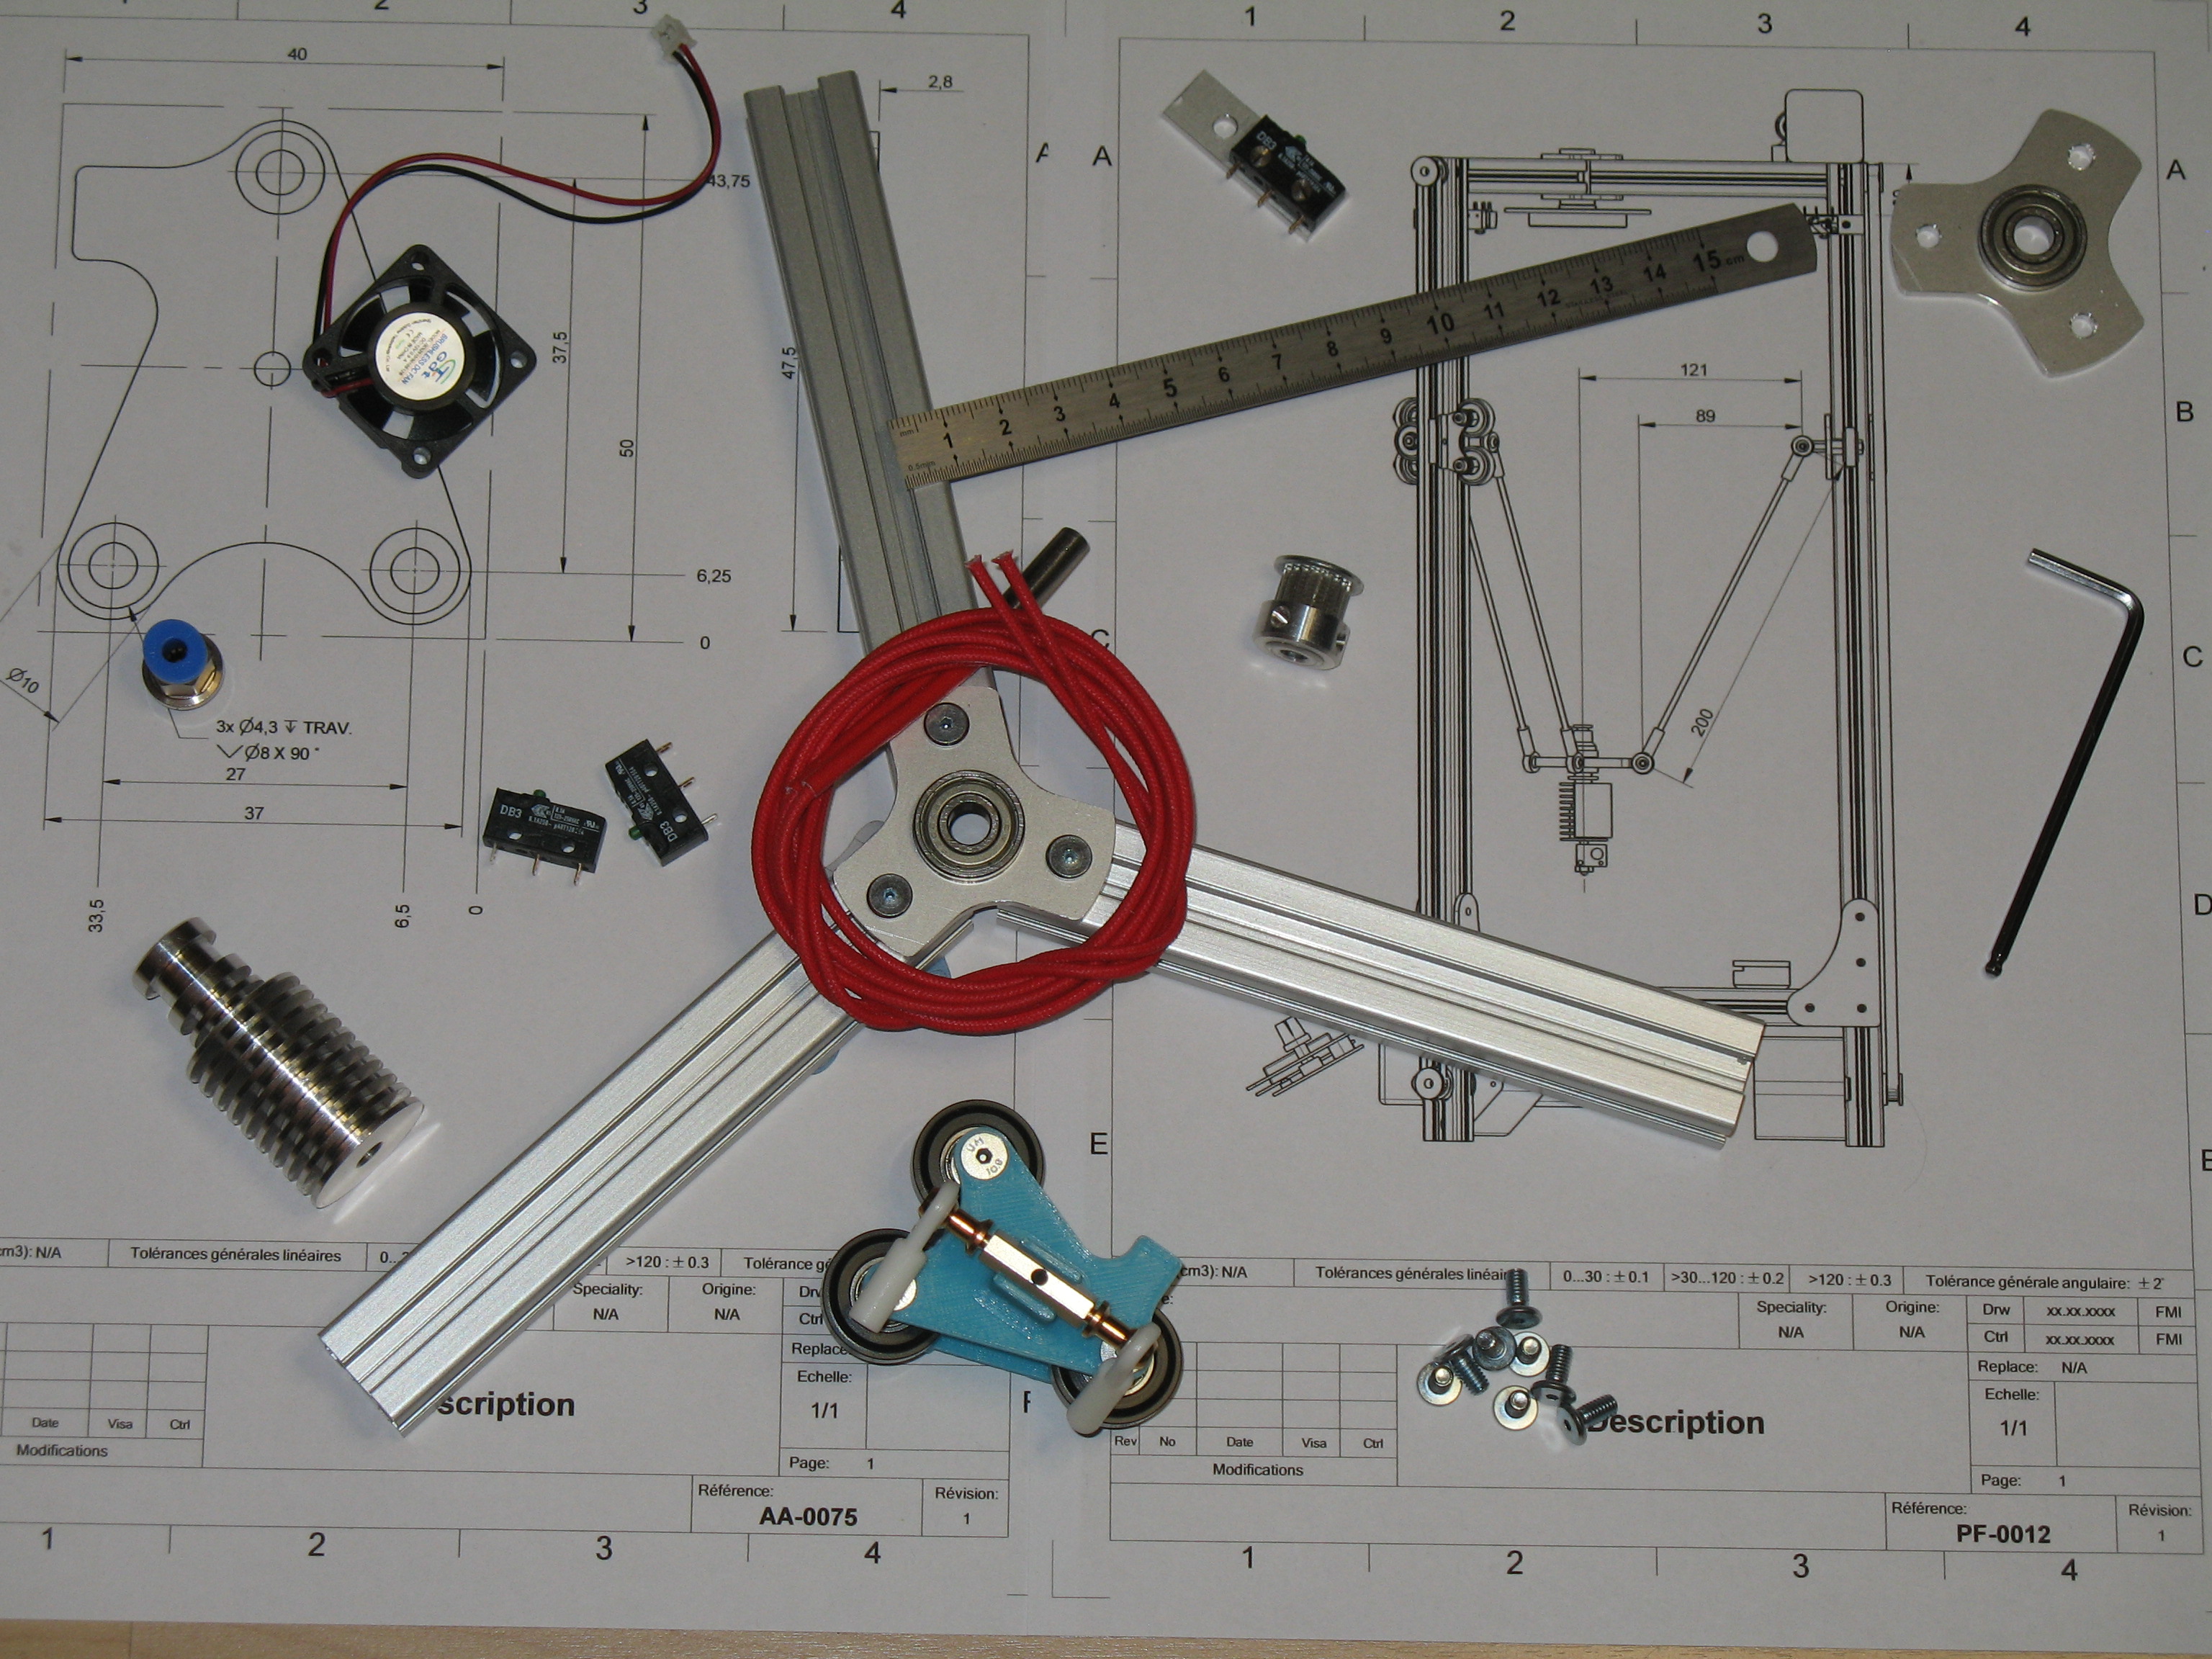 2
3
4
1
2
3
4
40
2,8
A
A
A
43,75
DB3
BRUSHLESS DC FAN
GDT
37,5
47,5
50
mm
0.5mm
1
2
3
4
5
6
7
8
9
10
11
12
13
14
15 cm
121
89
B
B
6,25
0
C
C
C
Ø10
3x Ø4,3 ↧ TRAV.
⌵Ø8 X 90 °
27
37
200
DB3
DB3
33,5
6,5
0
D
E
E
cm3): N/A
Tolérances générales linéaires
>120 : ± 0.3
Speciality:
N/A
Origine:
N/A
Replace
Echelle:
1/1
Date
Visa
Ctrl
Modifications
scription
Page: 1
Référence:
AA-0075
Révision:
1
cm3): N/A
Tolérances générales linéai
0...30 : ± 0.1
>30...120 : ± 0.2
>120 : ± 0.3
Tolérance générale angulaire: ± 2°
Speciality:
N/A
Origine:
N/A
Drw
xx.xx.xxxx
FMI
Ctrl
xx.xx.xxxx
FMI
Replace: N/A
Echelle:
1/1
Rev
No
Date
Visa
Ctrl
Modifications
Description
Page: 1
Référence:
PF-0012
Révision:
1
1
2
3
4
1
2
3
4